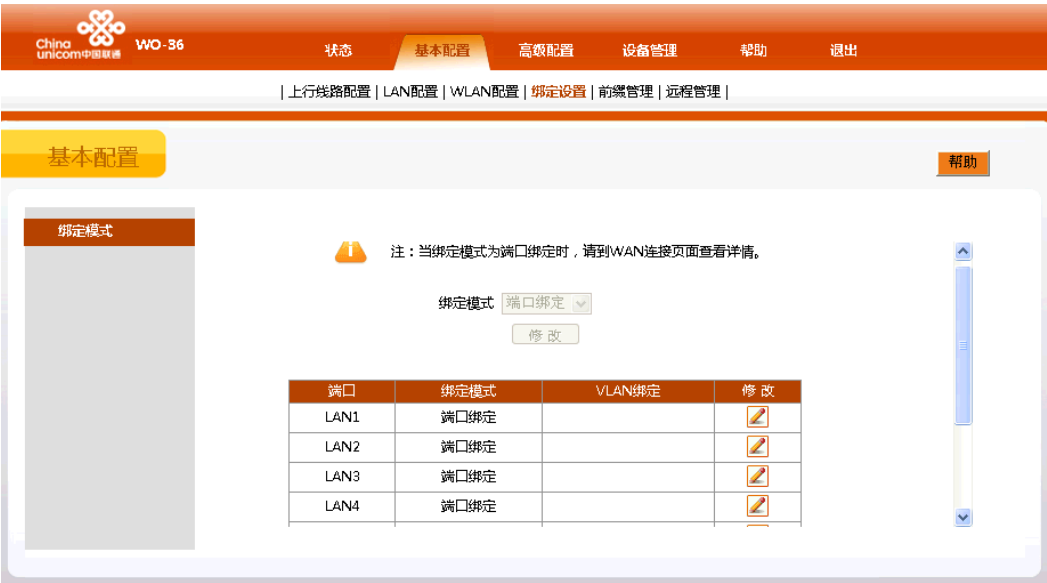 China unicom中国联通 WO-36 状态 基本配置 高级配置 设备管理 帮助 退出
|上行线路配置|LAN配置|WLAN配置|绑定设置|前缀管理|远程管理|
基本配置
帮助
绑定模式
注:当绑定模式为端口绑定时,请到WAN连接页面查看详情。
绑定模式 端口绑定
修 改
端口 绑定模式 VLAN绑定 修 改
LAN1 端口绑定
LAN2 端口绑定
LAN3 端口绑定
LAN4 端口绑定